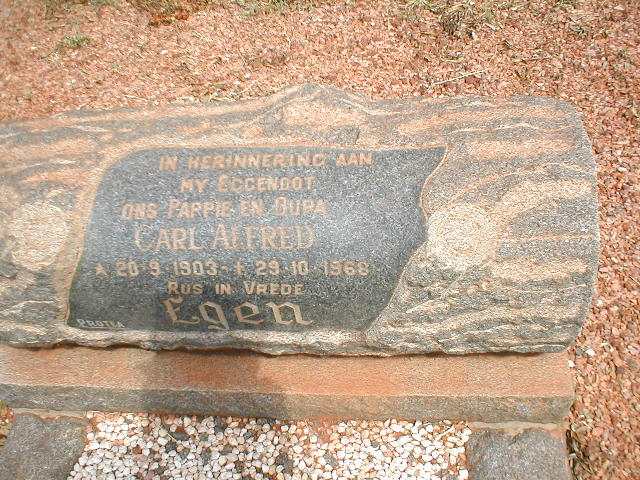 IN HERINNERING AAN
MY EGGENOOT
ONS PAPPIE EN OUPA
CARL ALFRED
* 20-9-1903 - + 29-10-1968
RUS IN VREDE
Egen
PROTEA